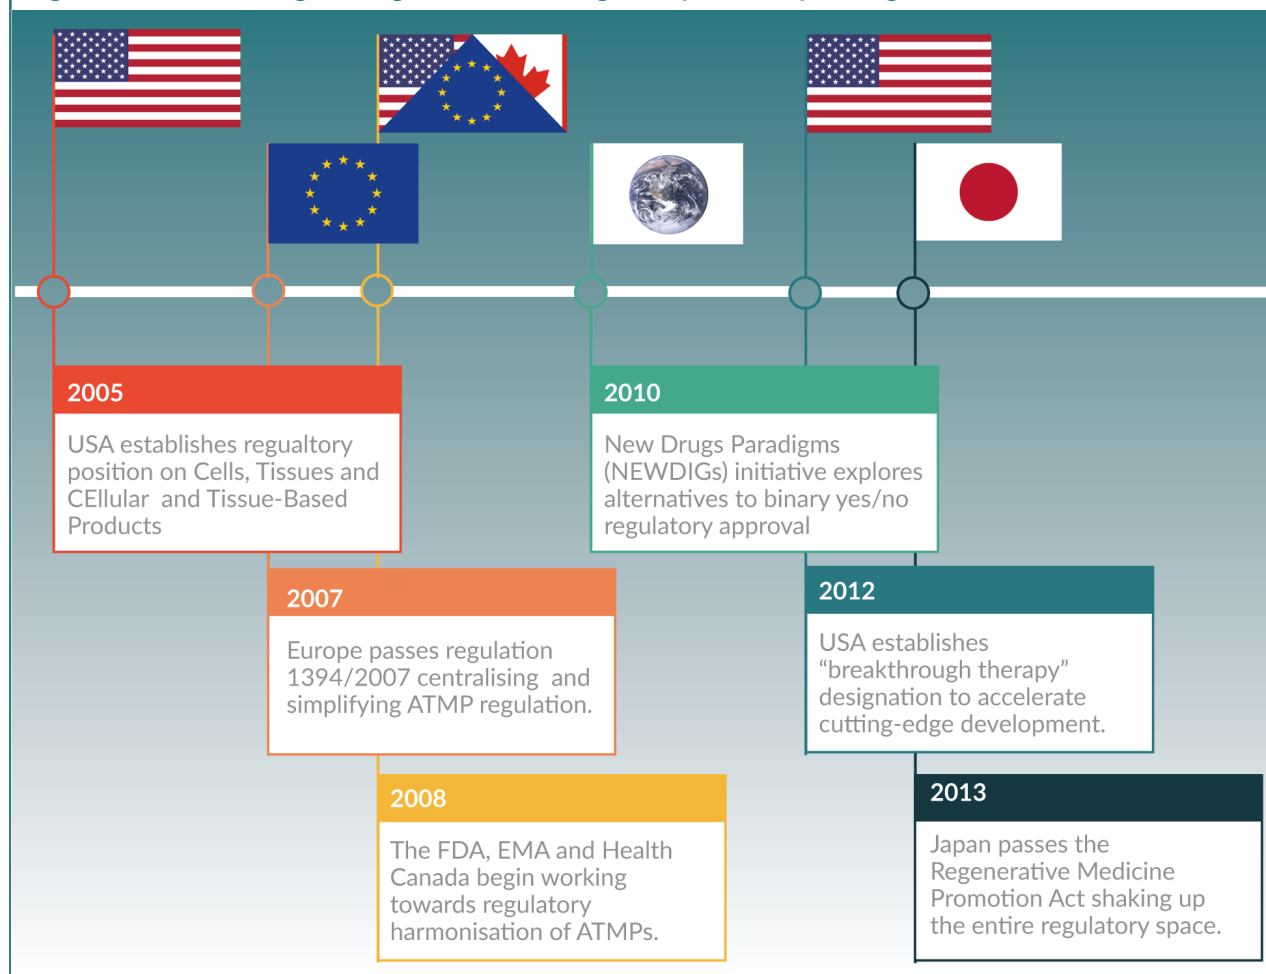 2005
USA establishes regualtory
position on Cells, Tissues and
CEllular  and Tissue-Based
Products
2007
Europe passes regulation
1394/2007 centralising  and
simplifying ATMP regulation.
2008
The FDA, EMA and Health
Canada begin working
towards regulatory
harmonisation of ATMPs.
2010
New Drugs Paradigms
(NEWDIGs) initiative explores
alternatives to binary yes/no
regulatory approval
2012
USA establishes
“breakthrough therapy”
designation to accelerate
cutting-edge development.
2013
Japan passes the
Regenerative Medicine
Promotion Act shaking up
the entire regulatory space.